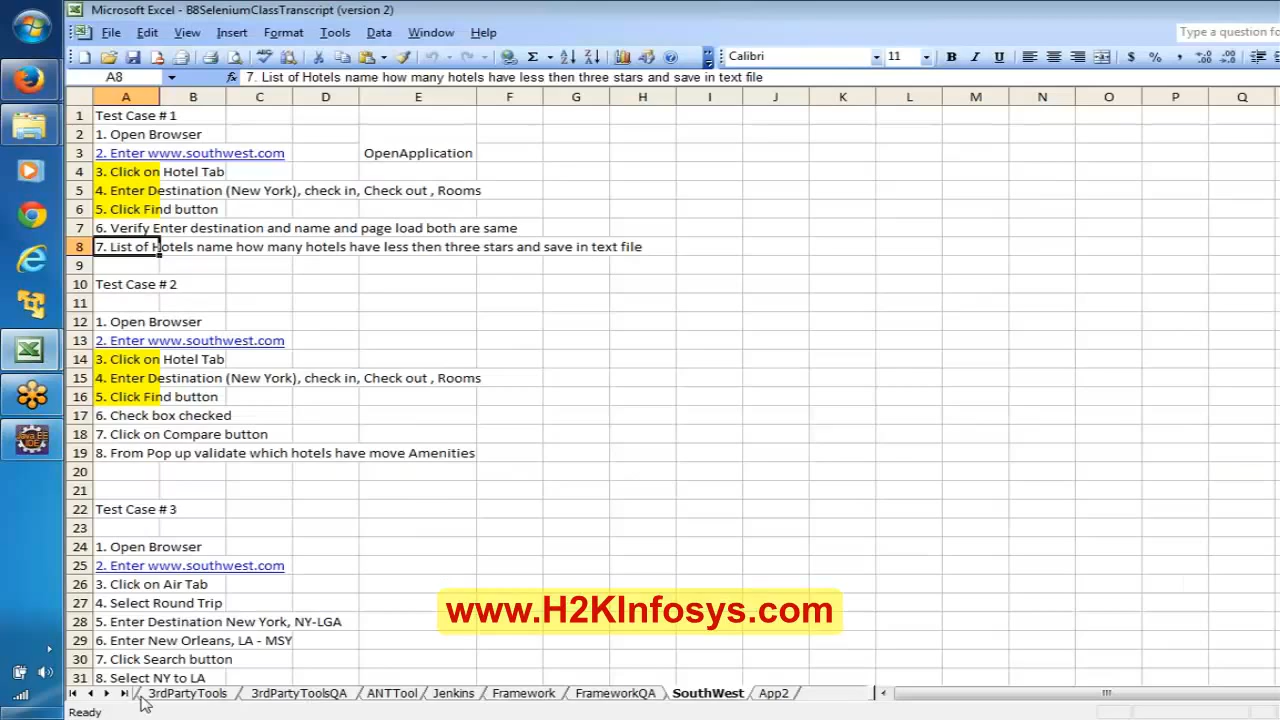 Microsoft Excel - B8SeleniumClassTranscript (version 2)
File Edit View Insert Format Tools Data Window Help
Type a question fo
Calibri 11 B I U $ %
A8 fx 7. List of Hotels name how many hotels have less then three stars and save in text file
A B C D E F G H I J K L M N O P Q
1 Test Case # 1
2 1. Open Browser
3 2. Enter www.southwest.com OpenApplication
4 3. Click on Hotel Tab
5 4. Enter Destination (New York), check in, Check out , Rooms
6 5. Click Find button
7 6. Verify Enter destination and name and page load both are same
8 7. List of Hotels name how many hotels have less then three stars and save in text file
9
10 Test Case # 2
11
12 1. Open Browser
13 2. Enter www.southwest.com
14 3. Click on Hotel Tab
15 4. Enter Destination (New York), check in, Check out , Rooms
16 5. Click Find button
17 6. Check box checked
18 7. Click on Compare button
19 8. From Pop up validate which hotels have move Amenities
20
21
22 Test Case # 3
23
24 1. Open Browser
25 2. Enter www.southwest.com
26 3. Click on Air Tab
27 4. Select Round Trip
28 5. Enter Destination New York, NY-LGA
29 6. Enter New Orleans, LA - MSY
30 7. Click Search button
31 8. Select NY to LA
www.H2KInfosys.com
3rdPartyTools 3rdPartyToolsQA ANTTool Jenkins Framework FrameworkQA SouthWest App2
Ready